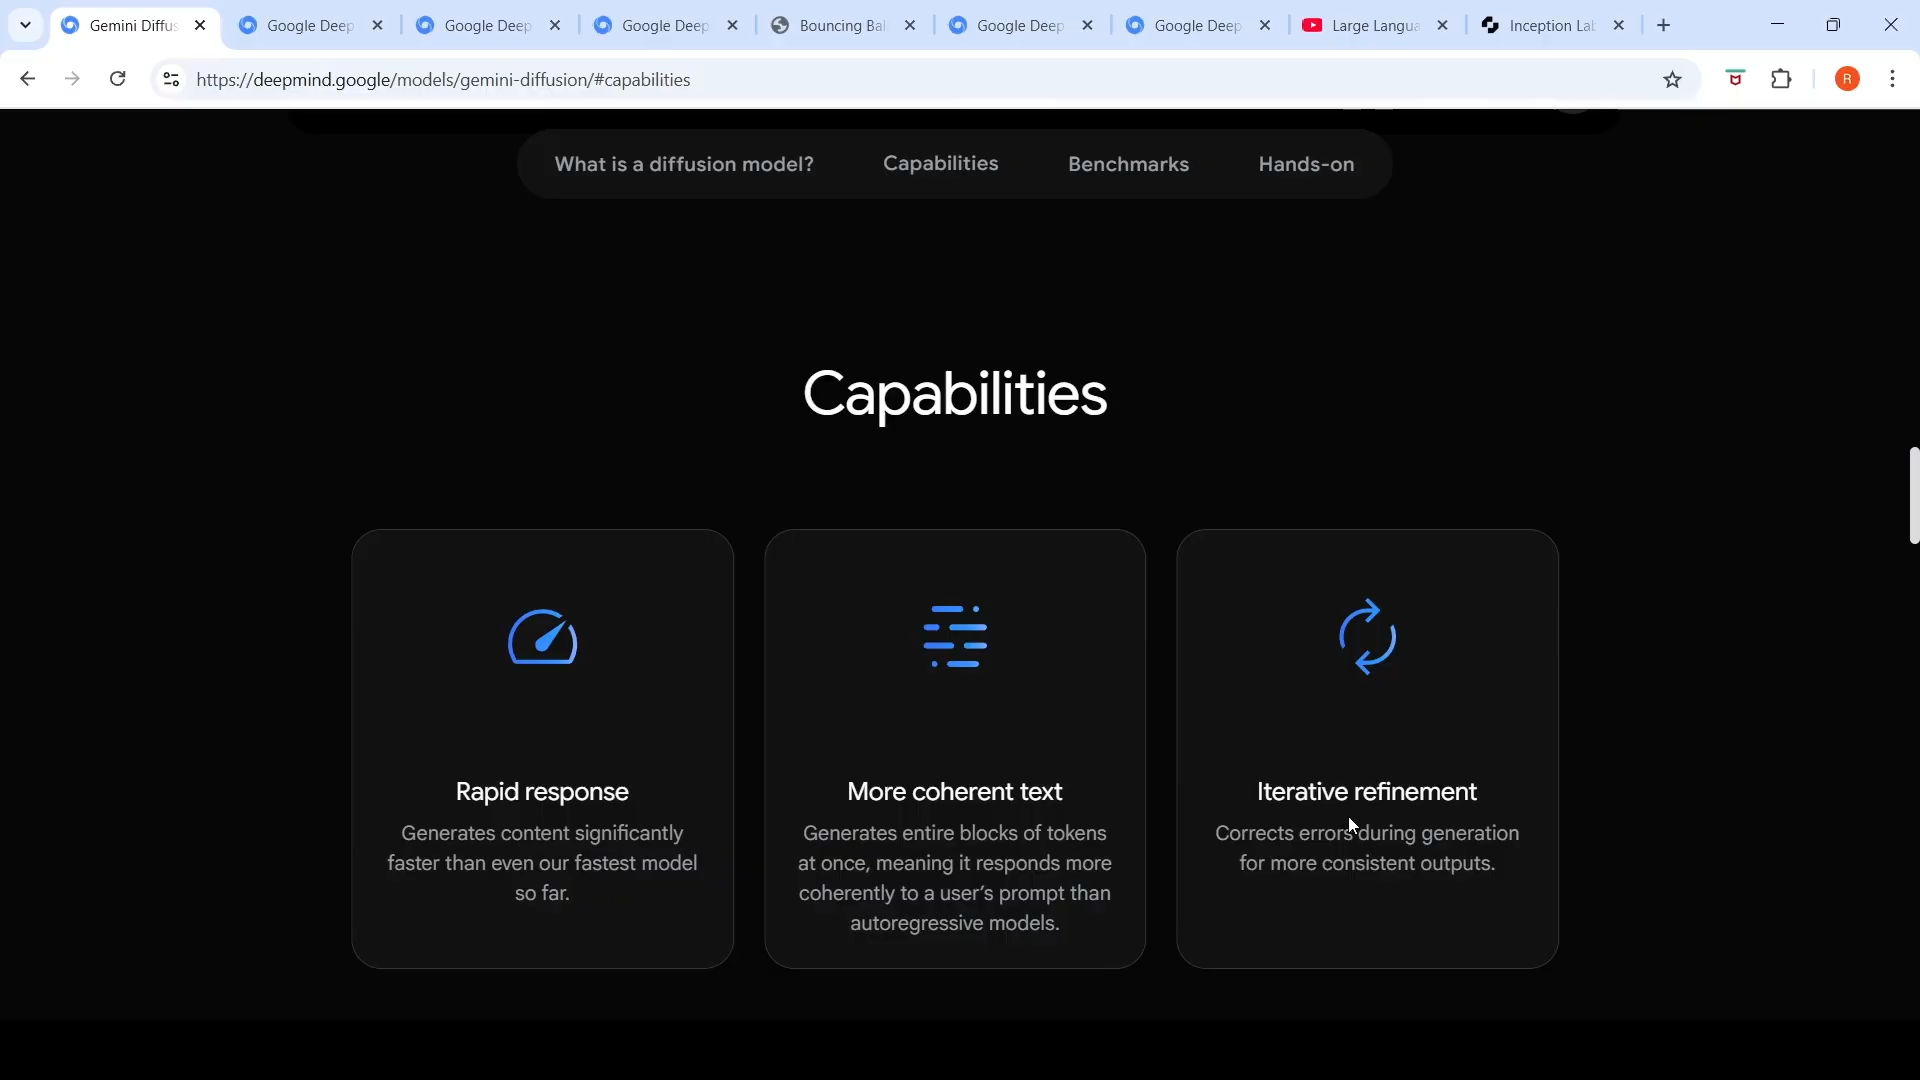 Gemini Diffus
Google Deep
Google Deep
Google Deep
Bouncing Bal
Google Deep
Google Deep
Large Langua
Inception Lab
https://deepmind.google/models/gemini-diffusion/#capabilities
R
What is a diffusion model?
Capabilities
Benchmarks
Hands-on
Capabilities
Rapid response
Generates content significantly
faster than even our fastest model
so far.
More coherent text
Generates entire blocks of tokens
at once, meaning it responds more
coherently to a user’s prompt than
autoregressive models.
Iterative refinement
Corrects errors during generation
for more consistent outputs.